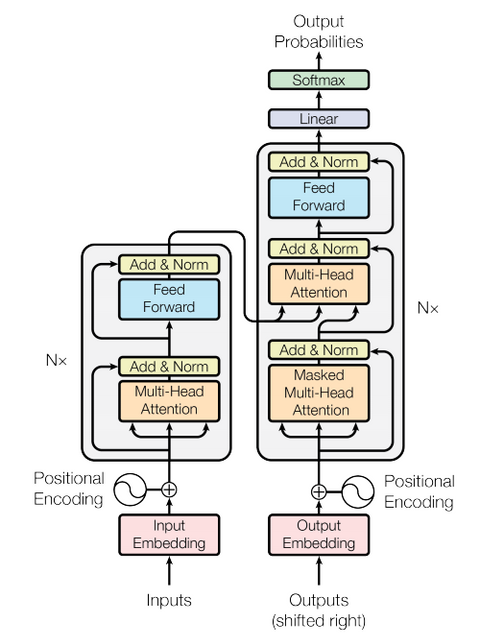 Output
Probabilities
Softmax
Linear
Add & Norm
Feed
Forward
Add & Norm
Multi-Head
Attention
Nx
Add & Norm
Masked
Multi-Head
Attention
Add & Norm
Feed
Forward
Nx
Add & Norm
Multi-Head
Attention
Positional
Encoding
Positional
Encoding
Input
Embedding
Output
Embedding
Inputs
Outputs
(shifted right)